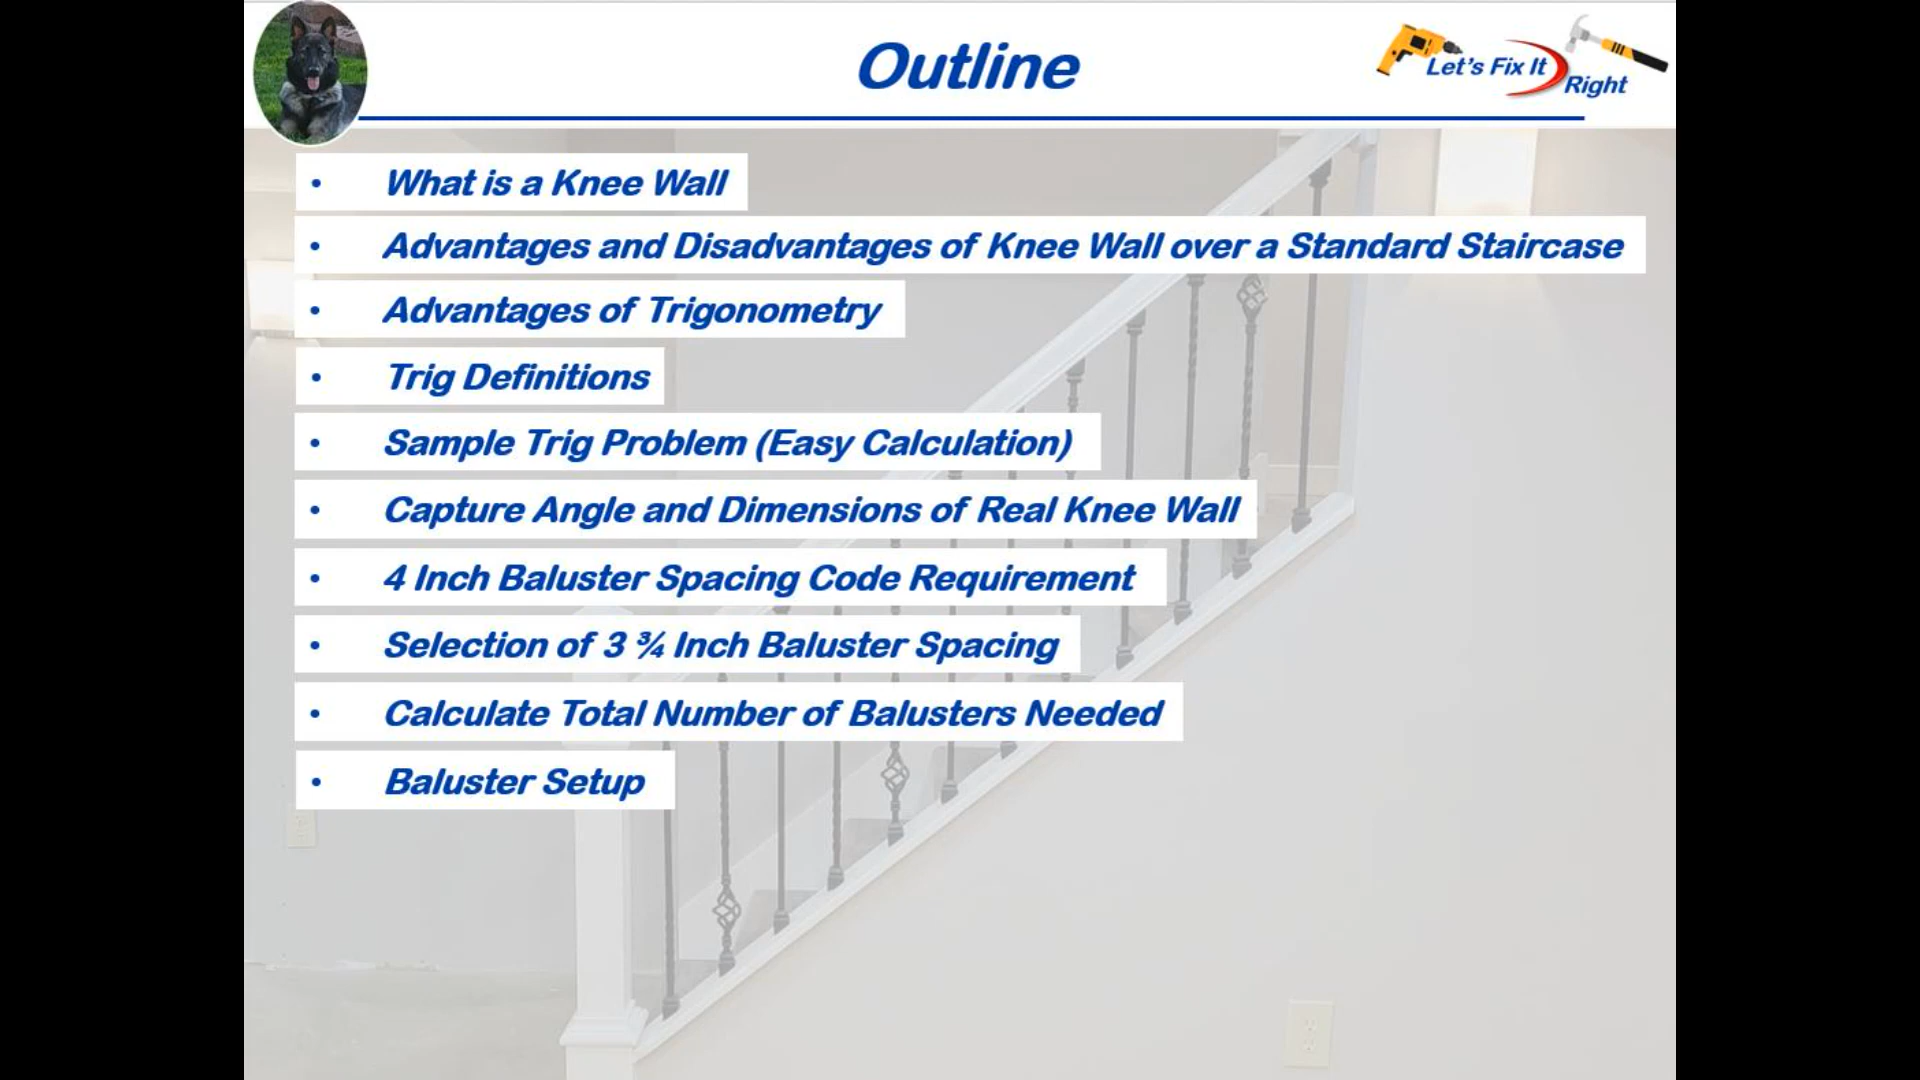 Outline
Let's Fix It
Right
• What is a Knee Wall
• Advantages and Disadvantages of Knee Wall over a Standard Staircase
• Advantages of Trigonometry
• Trig Definitions
• Sample Trig Problem (Easy Calculation)
• Capture Angle and Dimensions of Real Knee Wall
• 4 Inch Baluster Spacing Code Requirement
• Selection of 3 ¾ Inch Baluster Spacing
• Calculate Total Number of Balusters Needed
• Baluster Setup